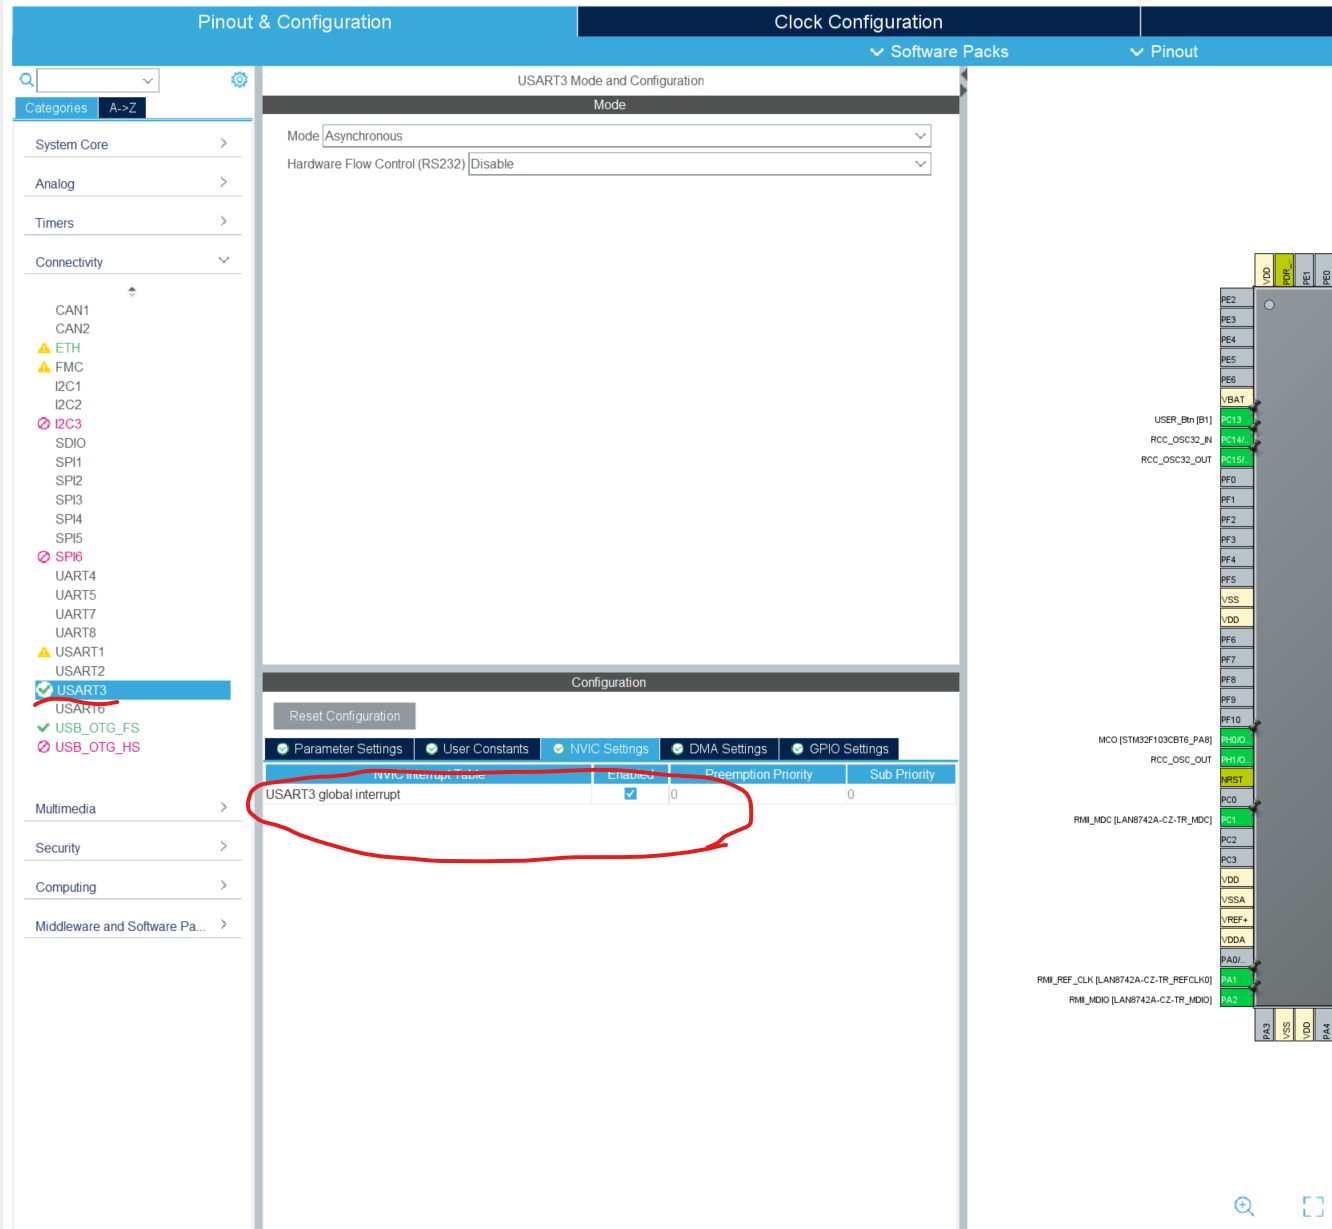 Pinout & Configuration
Clock Configuration
Software Packs
Pinout
Categories
A->Z
System Core
Analog
Timers
Connectivity
CAN1
CAN2
ETH
FMC
I2C1
I2C2
I2C3
SDIO
SPI1
SPI2
SPI3
SPI4
SPI5
SPI6
UART4
UART5
UART7
UART8
USART1
USART2
USART3
USART6
USB_OTG_FS
USB_OTG_HS
Multimedia
Security
Computing
Middleware and Software Pa...
USART3 Mode and Configuration
Mode
Mode Asynchronous
Hardware Flow Control (RS232) Disable
Configuration
Reset Configuration
Parameter Settings
User Constants
NVIC Settings
DMA Settings
GPIO Settings
NVIC Interrupt Table
Enabled
Preemption Priority
Sub Priority
USART3 global interrupt
0
0
VDD
PDR_...
PE1
PE0
PE2
PE3
PE4
PE5
PE6
VBAT
USER_Btn [B1] PC13
RCC_OSC32_IN PC14/..
RCC_OSC32_OUT PC15/..
PF0
PF1
PF2
PF3
PF4
PF5
VSS
VDD
PF6
PF7
PF8
PF9
PF10
MCO [STM32F103CBT6_PA8] PH0/O..
RCC_OSC_OUT PH1/O..
NRST
PC0
RMII_MDC [LAN8742A-CZ-TR_MDC] PC1
PC2
PC3
VDD
VSSA
VREF+
VDDA
PA0/..
RMII_REF_CLK [LAN8742A-CZ-TR_REFCLK0] PA1
RMII_MDIO [LAN8742A-CZ-TR_MDIO] PA2
PA3
VSS
VDD
PA4